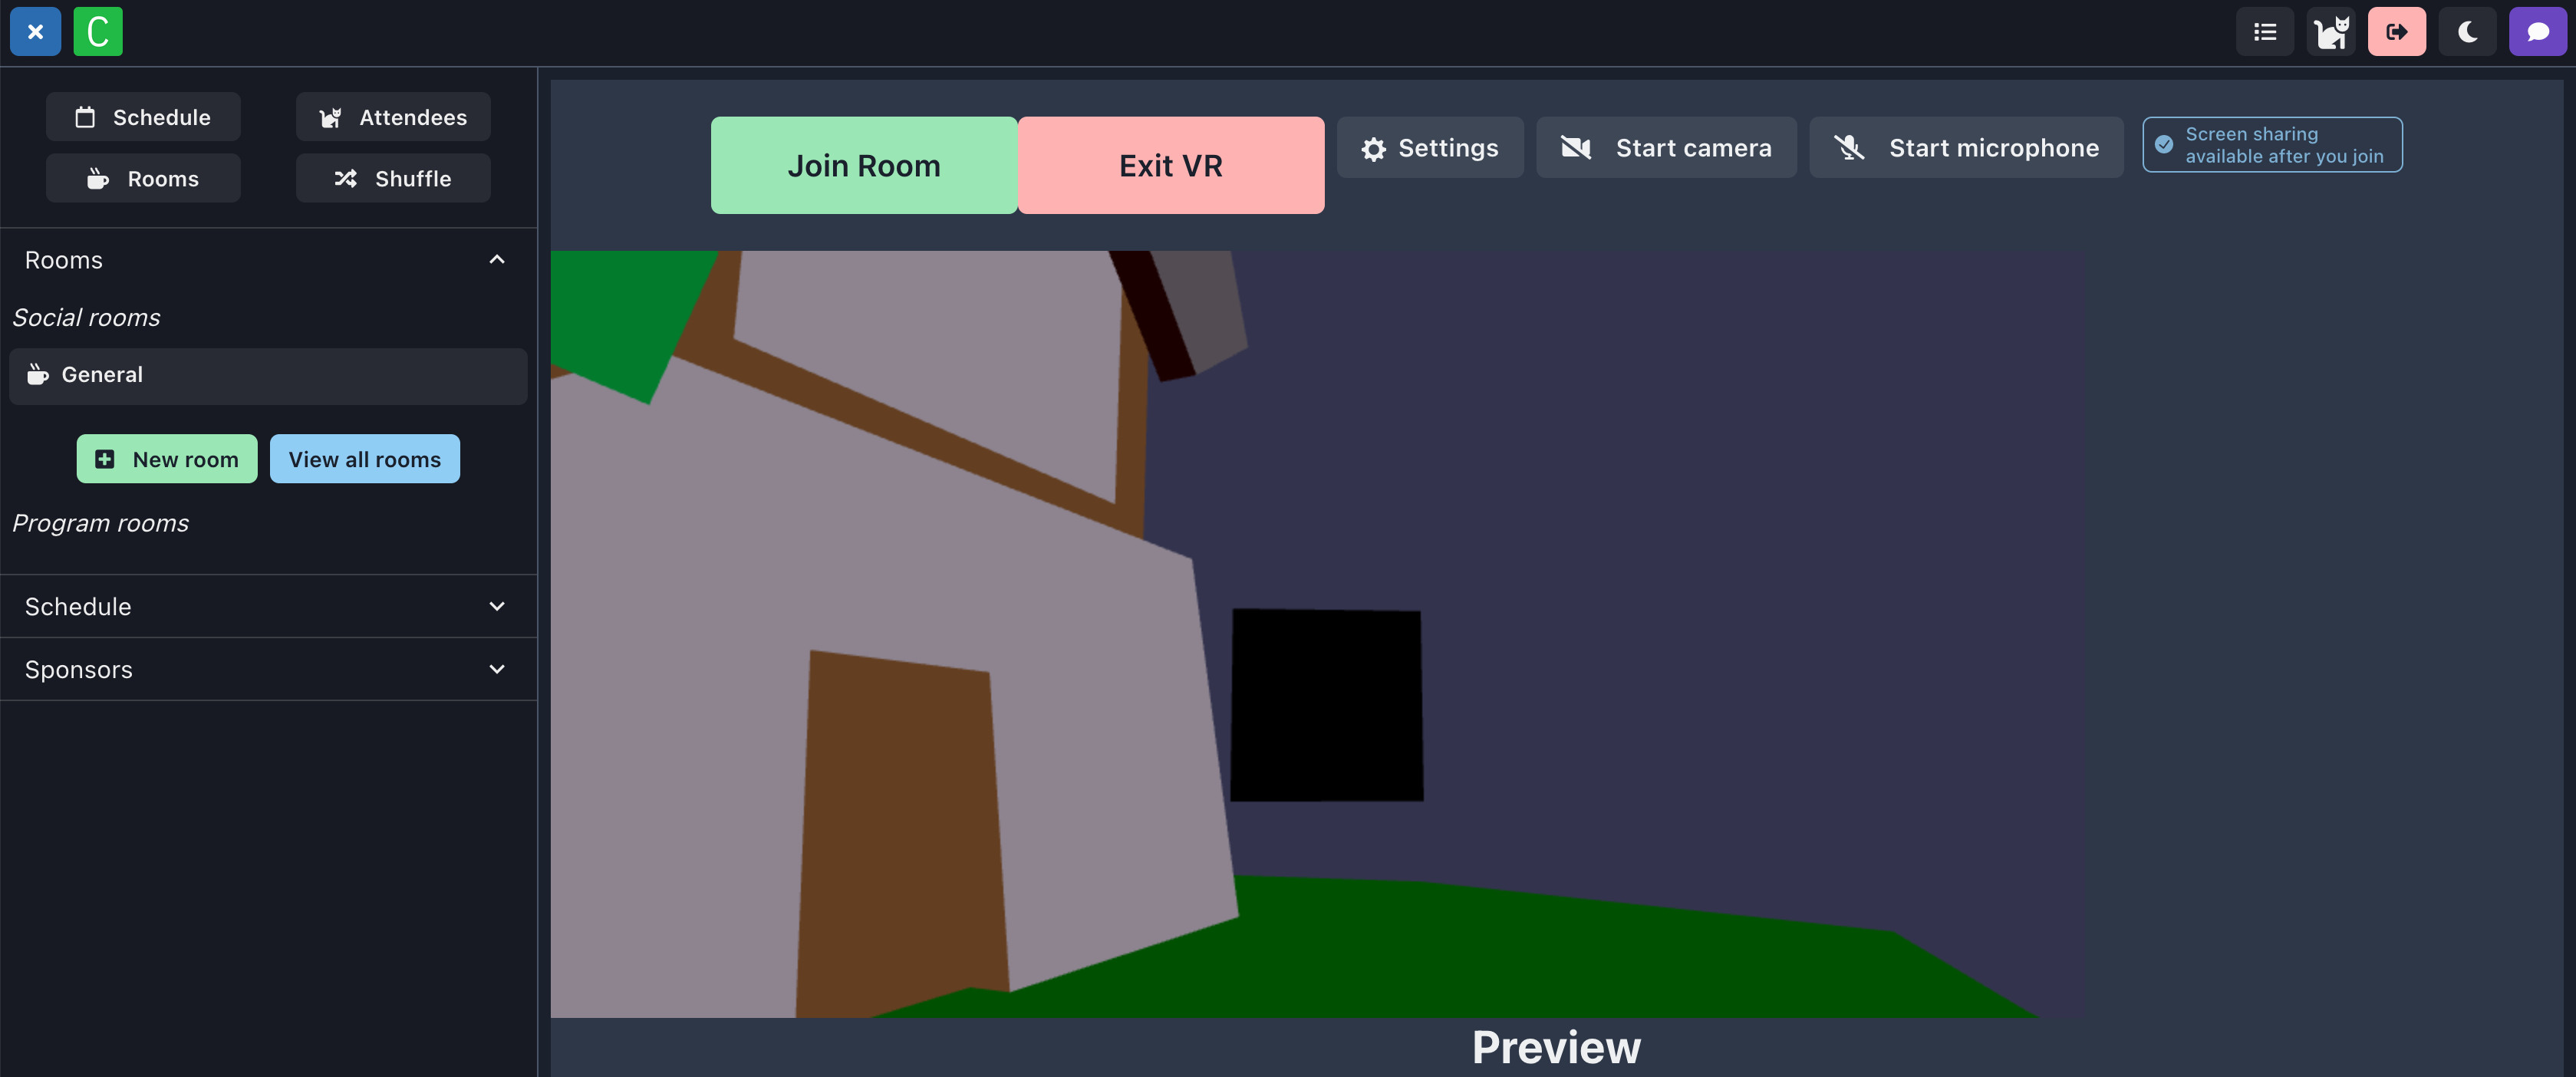 C
Schedule
Attendees
Rooms
Shuffle
Rooms
Social rooms
General
New room
View all rooms
Program rooms
Schedule
Sponsors
Join Room
Exit VR
Settings
Start camera
Start microphone
Screen sharing
available after you join
Preview